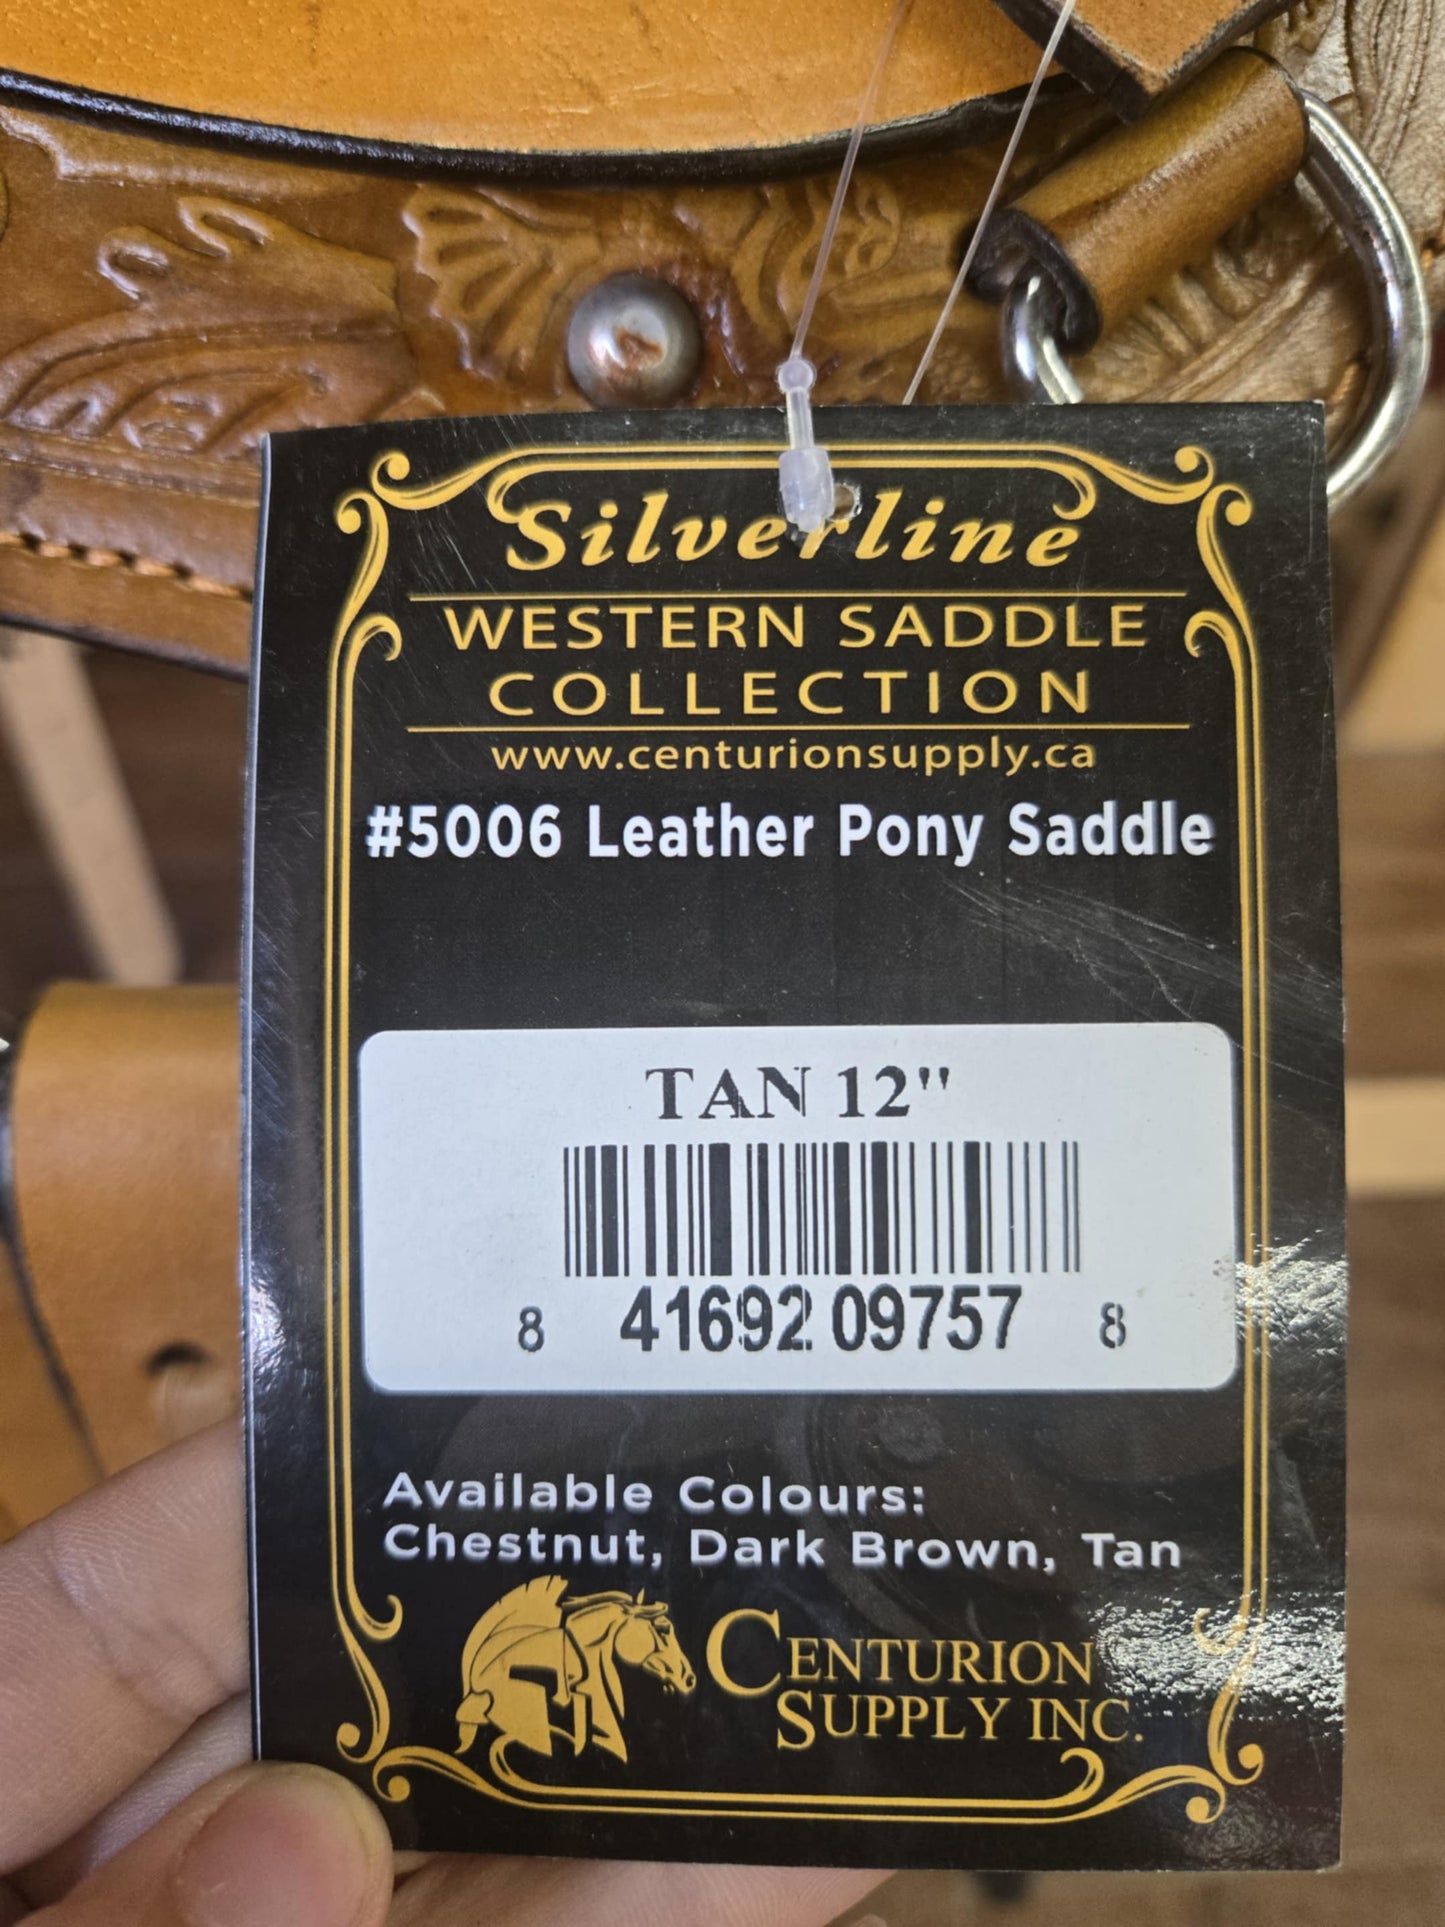 Silverline
WESTERN SADDLE
COLLECTION
www.centurionsupply.ca
#5006 Leather Pony Saddle
TAN 12"
8 41692 09757 8
Available Colours:
Chestnut, Dark Brown, Tan
CENTURION
SUPPLY INC.